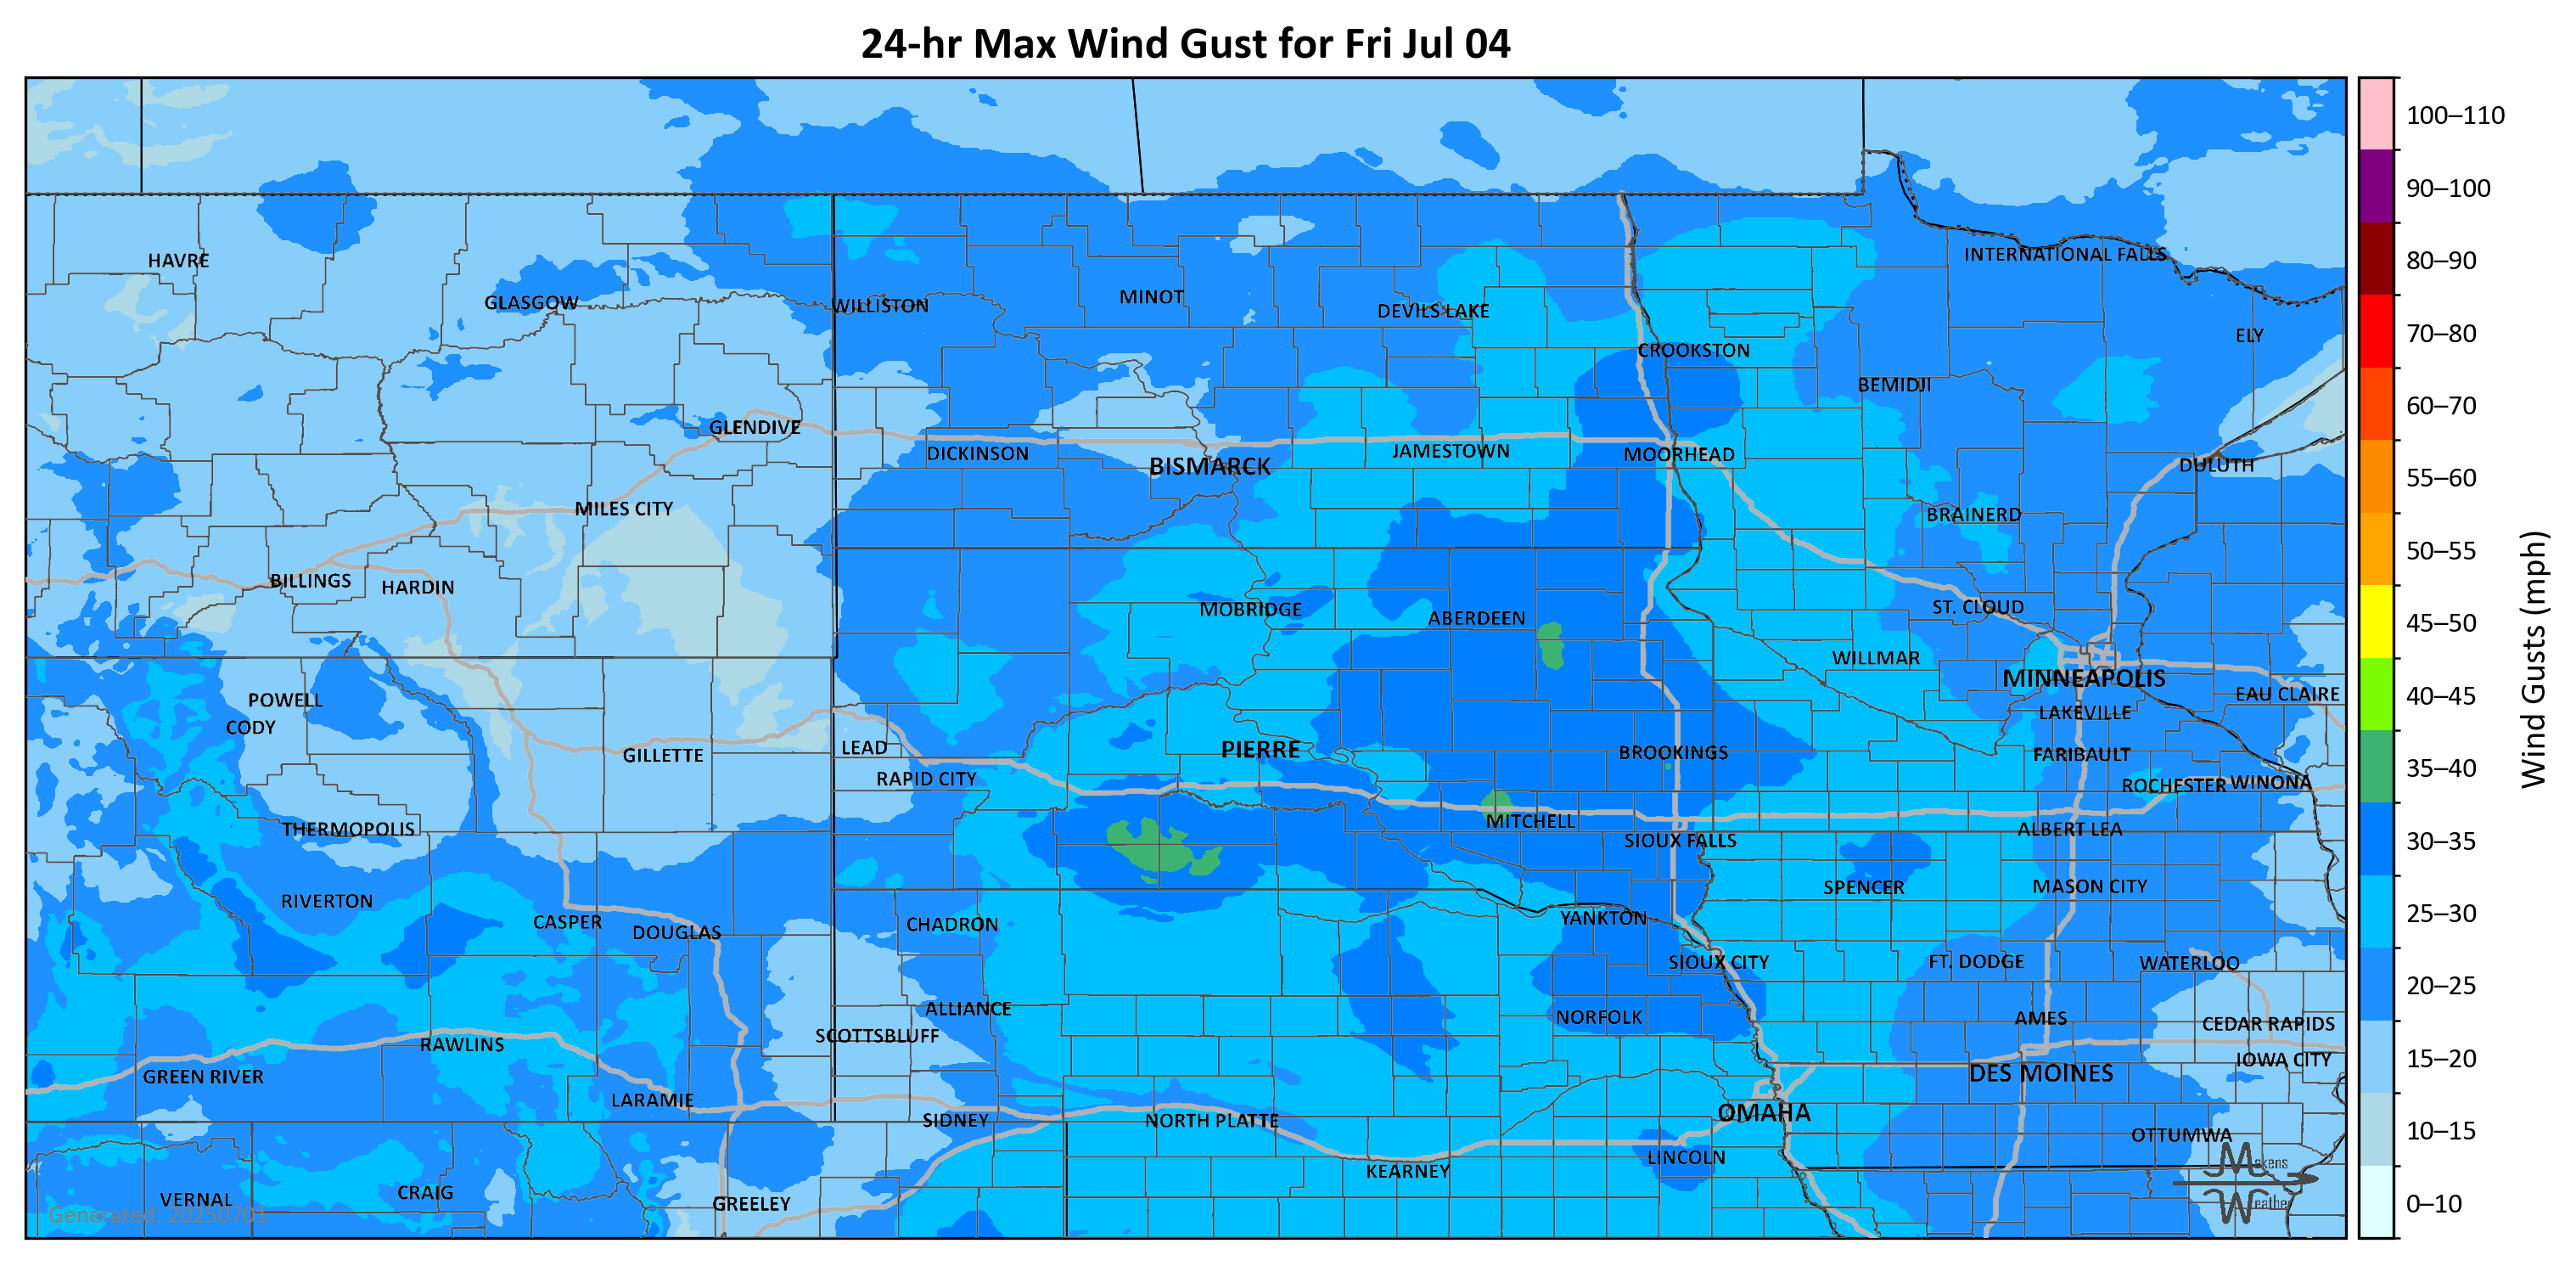 24-hr Max Wind Gust for Fri Jul 04
100–110
90–100
80–90
70–80
60–70
55–60
50–55
45–50
40–45
35–40
30–35
25–30
20–25
15–20
10–15
0–10
Wind Gusts (mph)
HAVRE
INTERNATIONAL FALLS
GLASGOW
WILLISTON
MINOT
DEVILS LAKE
ELY
CROOKSTON
BEMIDJI
GLENDIVE
DICKINSON
BISMARCK
JAMESTOWN
MOORHEAD
DULUTH
MILES CITY
BRAINERD
BILLINGS
HARDIN
MOBRIDGE
ABERDEEN
ST. CLOUD
WILLMAR
MINNEAPOLIS
EAU CLAIRE
POWELL
CODY
LAKEVILLE
GILLETTE
LEAD
PIERRE
BROOKINGS
FARIBAULT
RAPID CITY
ROCHESTER
WINONA
THERMOPOLIS
MITCHELL
SIOUX FALLS
ALBERT LEA
RIVERTON
SPENCER
MASON CITY
CASPER
DOUGLAS
CHADRON
YANKTON
SIOUX CITY
FT. DODGE
WATERLOO
ALLIANCE
NORFOLK
AMES
CEDAR RAPIDS
SCOTTSBLUFF
RAWLINS
IOWA CITY
GREEN RIVER
DES MOINES
LARAMIE
SIDNEY
NORTH PLATTE
OMAHA
OTTUMWA
KEARNEY
LINCOLN
VERNAL
CRAIG
GREELEY
Generated: 20250701
Makens
Weather